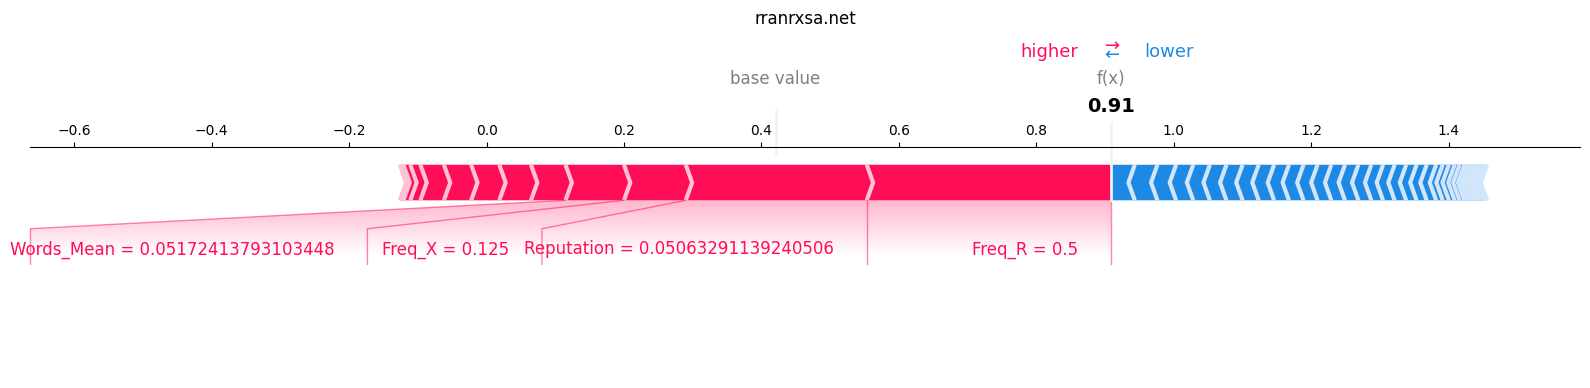 rranrxsa.net
higher → ← lower
base value f(x)
0.91
−0.6 −0.4 −0.2 0.0 0.2 0.4 0.6 0.8 1.0 1.2 1.4
Words_Mean = 0.05172413793103448 Freq_X = 0.125 Reputation = 0.05063291139240506 Freq_R = 0.5